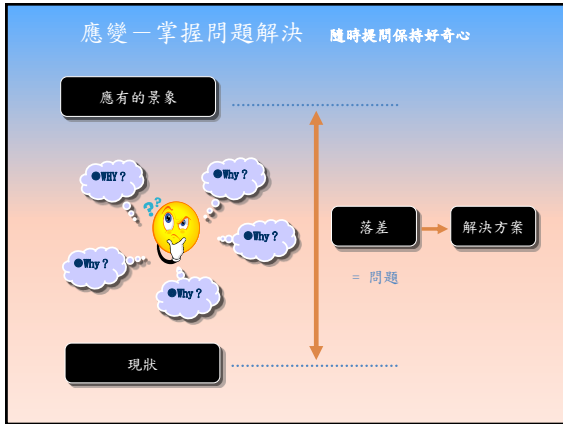 應變－掌握問題解決 隨時提問保持好奇心
應有的景象
●WHY？
●Why？
??
●Why？
●Why？
●Why？
落差
解決方案
= 問題
現狀